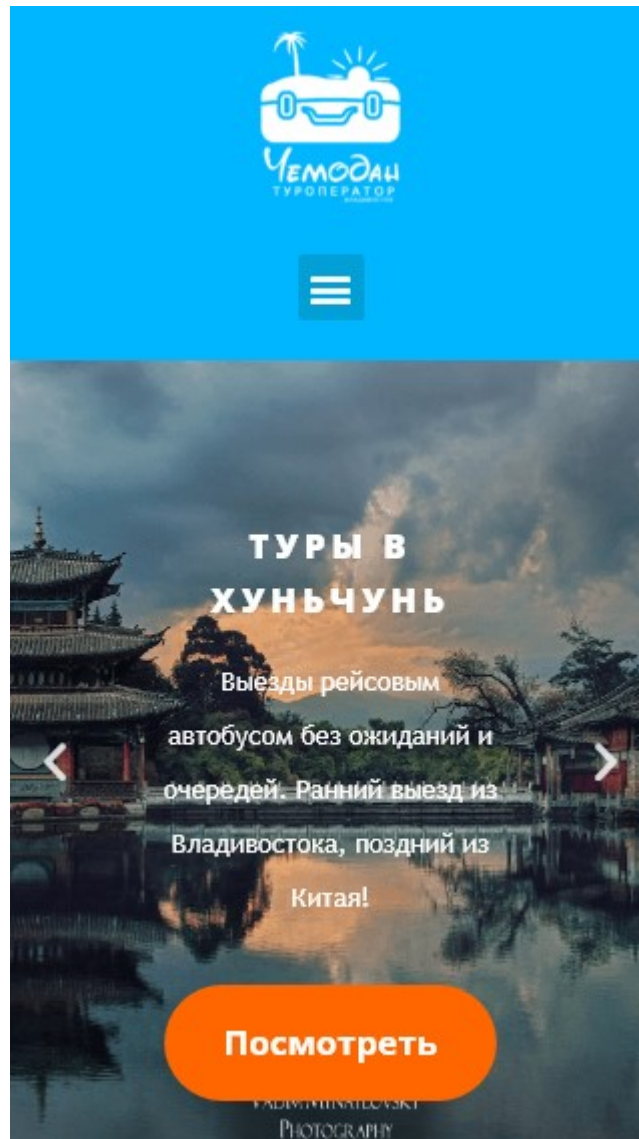 Чемодан
ТУРОПЕРАТОР
ТУРЫ В
ХУНЬЧУНЬ
Выезды рейсовым
автобусом без ожиданий и
очередей. Ранний выезд из
Владивостока, поздний из
Китая!
Посмотреть
PHOTOGRAPHY